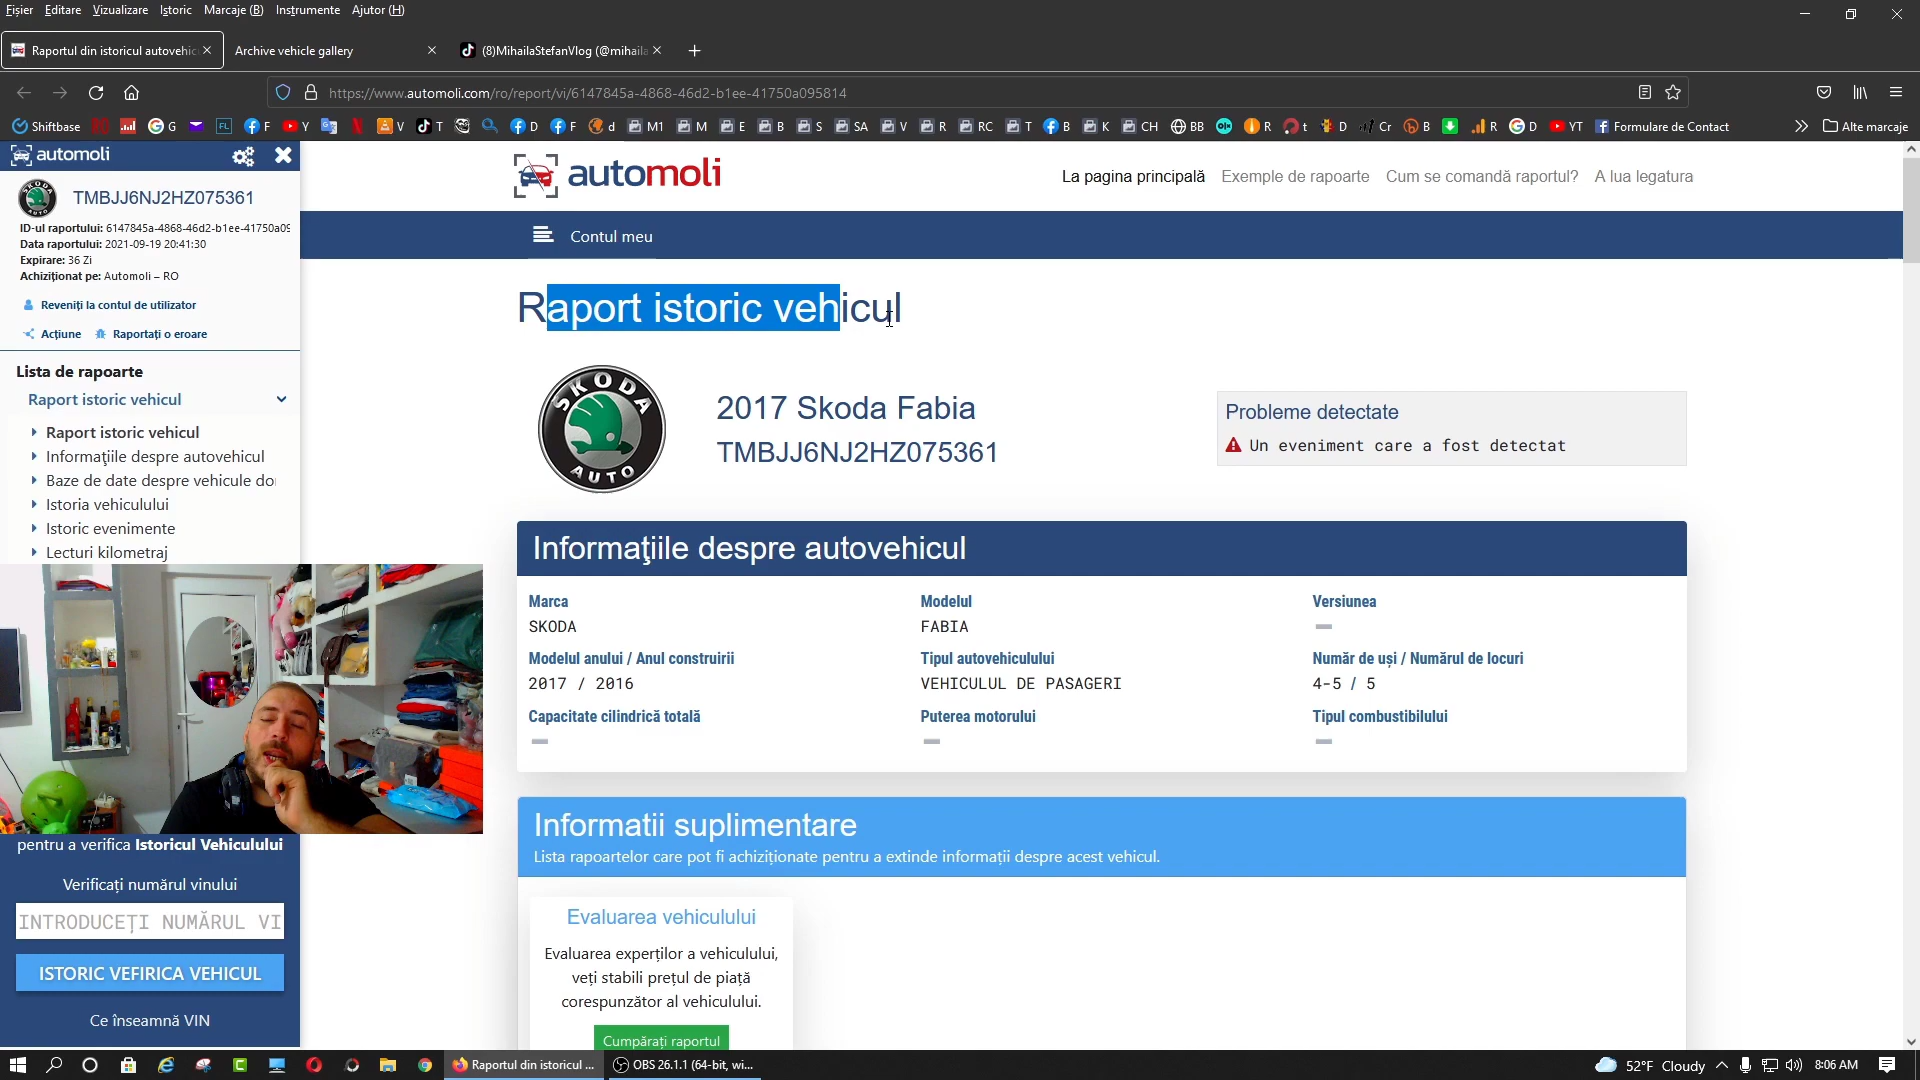 Fișier Editare Vizualizare Istoric Marcaje (B) Instrumente Ajutor (H)
Raportul din istoricul autovehic
Archive vehicle gallery
(8)MihailaStefanVlog (@mihaila
https://www.automoli.com/ro/report/vi/6147845a-4868-46d2-b1ee-41750a095814
Shiftbase G FL F Y V T D F d M1 M E B S SA V R RC T B K CH BB R t D Cr B R D YT Formulare de Contact Alte marcaje
automoli
SKODA AUTO
TMBJJ6NJ2HZ075361
ID-ul raportului: 6147845a-4868-46d2-b1ee-41750a09
Data raportului: 2021-09-19 20:41:30
Expirare: 36 Zi
Achiziționat pe: Automoli – RO
Reveniți la contul de utilizator
Acțiune Raportați o eroare
Lista de rapoarte
Raport istoric vehicul
Raport istoric vehicul
Informațiile despre autovehicul
Baze de date despre vehicule do
Istoria vehiculului
Istoric evenimente
Lecturi kilometraj
pentru a verifica Istoricul Vehiculului
Verificați numărul vinului
INTRODUCEȚI NUMĂRUL VI
ISTORIC VEFIRICA VEHICUL
Ce înseamnă VIN
automoli
La pagina principală Exemple de rapoarte Cum se comandă raportul? A lua legatura
Contul meu
Raport istoric vehicul
SKODA AUTO
2017 Skoda Fabia
TMBJJ6NJ2HZ075361
Probleme detectate
Un eveniment care a fost detectat
Informaţiile despre autovehicul
Marca
SKODA
Modelul
FABIA
Versiunea
Modelul anului / Anul construirii
2017 / 2016
Tipul autovehiculului
VEHICULUL DE PASAGERI
Număr de uși / Numărul de locuri
4-5 / 5
Capacitate cilindrică totală
Puterea motorului
Tipul combustibilului
Informatii suplimentare
Lista rapoartelor care pot fi achiziționate pentru a extinde informații despre acest vehicul.
Evaluarea vehiculului
Evaluarea experților a vehiculului,
veți stabili prețul de piață
corespunzător al vehiculului.
Cumpărați raportul
Raportul din istoricul ...
OBS 26.1.1 (64-bit, wi...
52°F Cloudy
8:06 AM